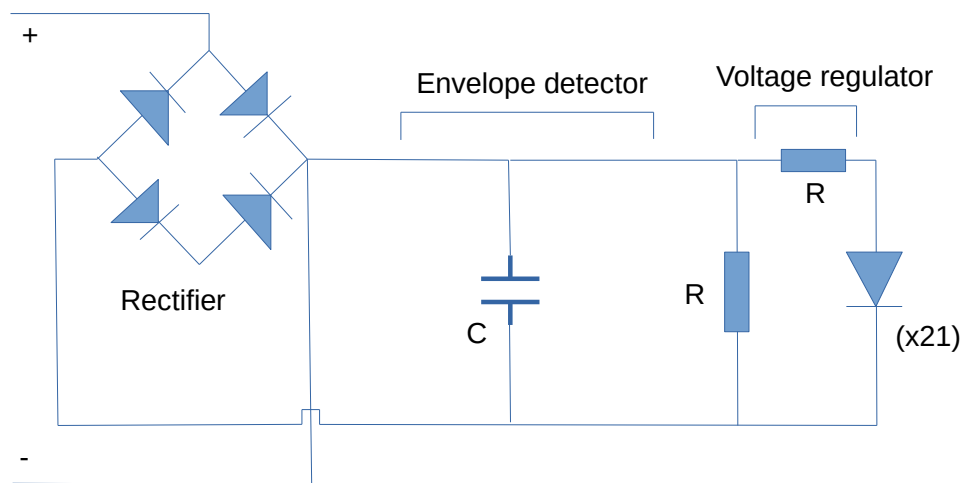 +
Envelope detector
Voltage regulator
R
Rectifier
R
C
(x21)
-